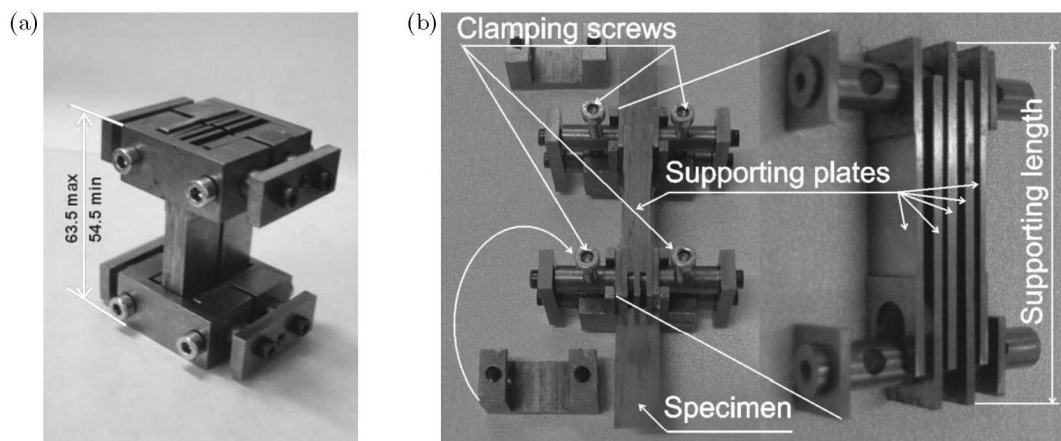 (a)
63.5 max
54.5 min
(b)
Clamping screws
Supporting plates
Specimen
Supporting length